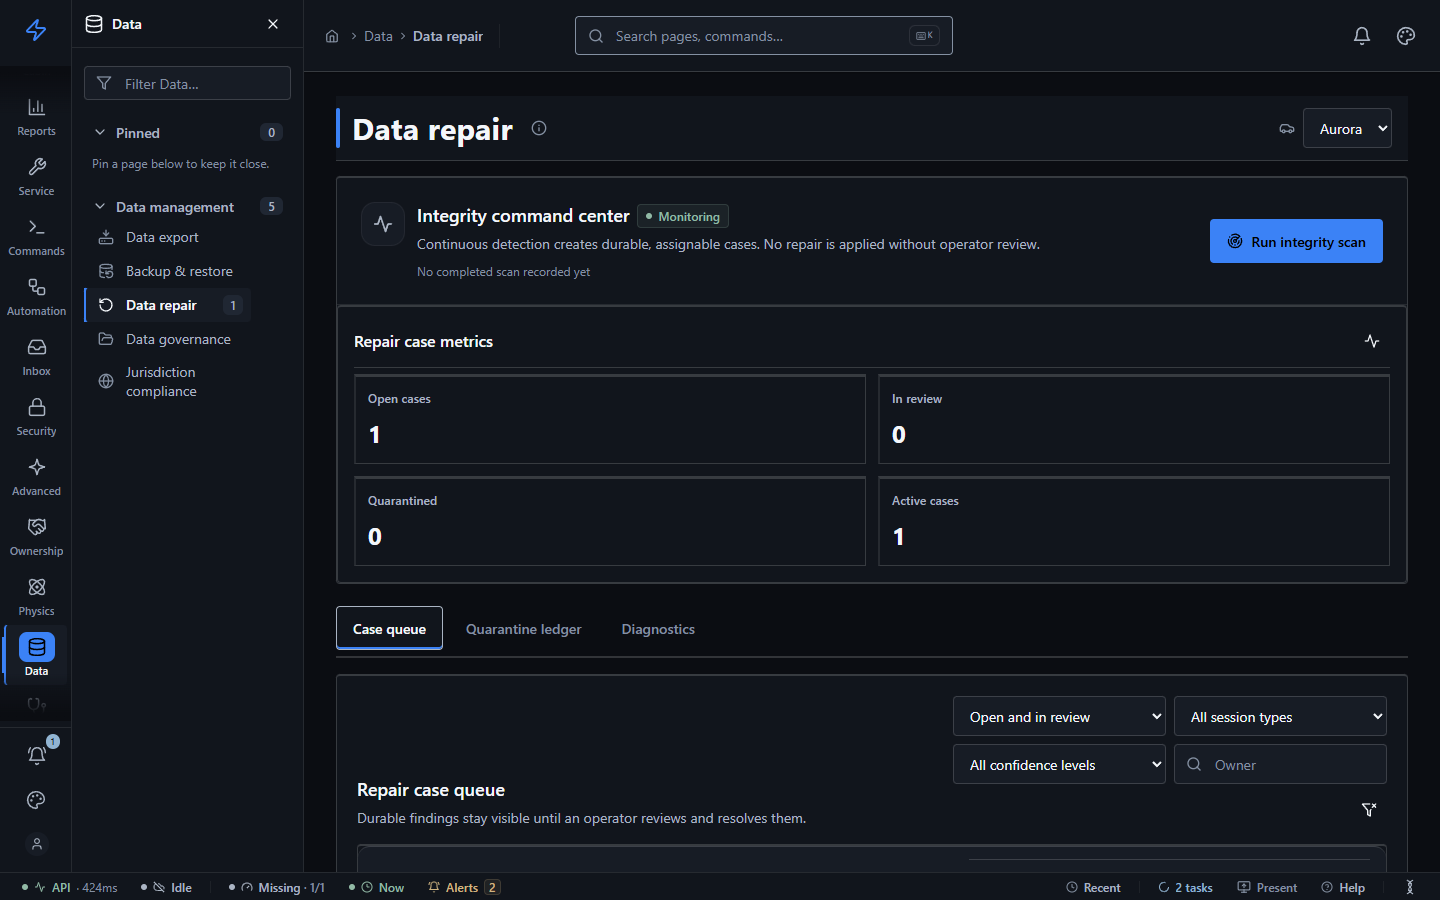 Data
Filter Data...
Pinned
0
Pin a page below to keep it close.
Data management
5
Data export
Backup & restore
Data repair
1
Data governance
Jurisdiction
compliance
Reports
Service
Commands
Automation
Inbox
Security
Advanced
Ownership
Physics
Data
1
Data
Data repair
Search pages, commands...
K
Data repair
Aurora
Integrity command center
Monitoring
Continuous detection creates durable, assignable cases. No repair is applied without operator review.
No completed scan recorded yet
Run integrity scan
Repair case metrics
Open cases
1
In review
0
Quarantined
0
Active cases
1
Case queue
Quarantine ledger
Diagnostics
Open and in review
All session types
All confidence levels
Owner
Repair case queue
Durable findings stay visible until an operator reviews and resolves them.
API · 424ms
Idle
Missing · 1/1
Now
Alerts 2
Recent
2 tasks
Present
Help